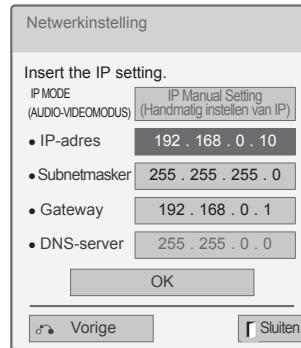 Netwerkinstelling
Insert the IP setting.
IP MODE
(AUDIO-VIDEOMODUS)
IP Manual Setting
(Handmatig instellen van IP)
• IP-adres 192 . 168 . 0 . 10
• Subnetmasker 255 . 255 . 255 . 0
• Gateway 192 . 168 . 0 . 1
• DNS-server 255 . 255 . 0 . 0
OK
Vorige
Sluiten